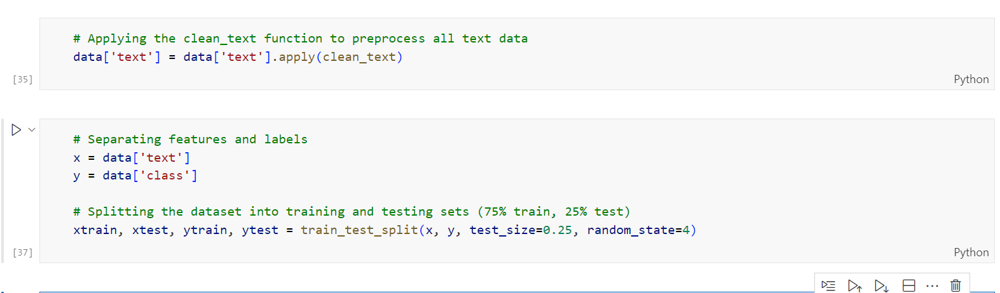 # Applying the clean_text function to preprocess all text data
data['text'] = data['text'].apply(clean_text)
[35]
Python
# Separating features and labels
x = data['text']
y = data['class']
# Splitting the dataset into training and testing sets (75% train, 25% test)
xtrain, xtest, ytrain, ytest = train_test_split(x, y, test_size=0.25, random_state=4)
[37]
Python